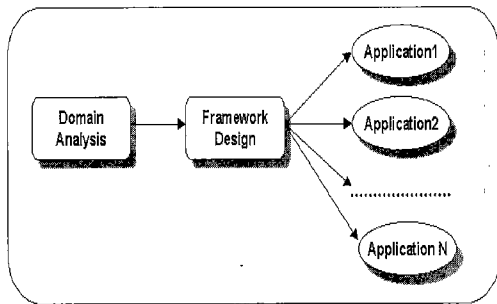 Domain
Analysis
Framework
Design
Application1
Application2
Application N